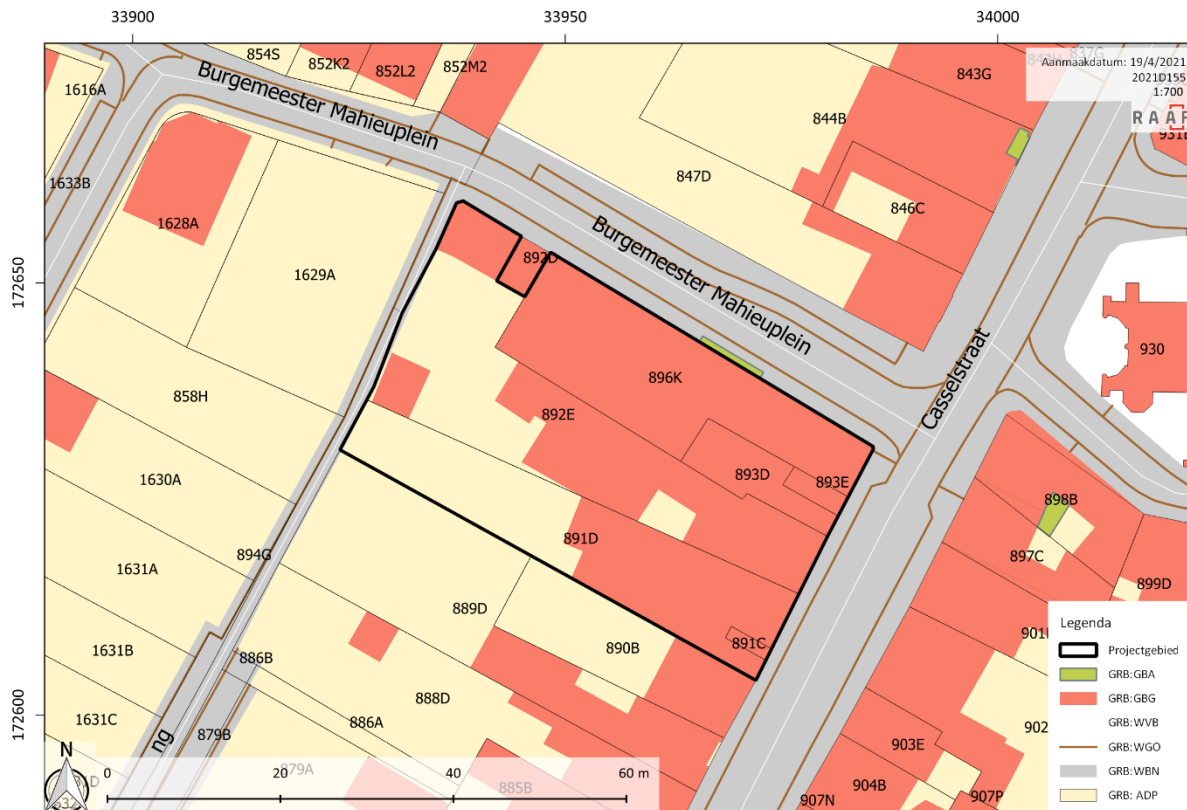 33900
33950
34000
854S
852K2
852L2
852M2
843G
837G
Aanmaakdatum: 19/4/2021
2021D155
1:700
RAAP
1616A
Burgemeester Mahieuplein
844B
1633B
847D
846C
1628A
1629A
892D
172650
Burgemeester Mahieuplein
930
896K
858H
Casselstraat
892E
893D
893E
1630A
898B
891D
897C
894G
1631A
899D
889D
Legenda
891C
890B
1631B
Projectgebied
886B
GRB:GBA
888D
GRB:GBG
1631C
886A
GRB:WVB
172600
879B
ng
903E
GRB:WGO
N
0
20
40
60 m
879A
885B
904B
GRB:WBN
907N
907P
GRB: ADP